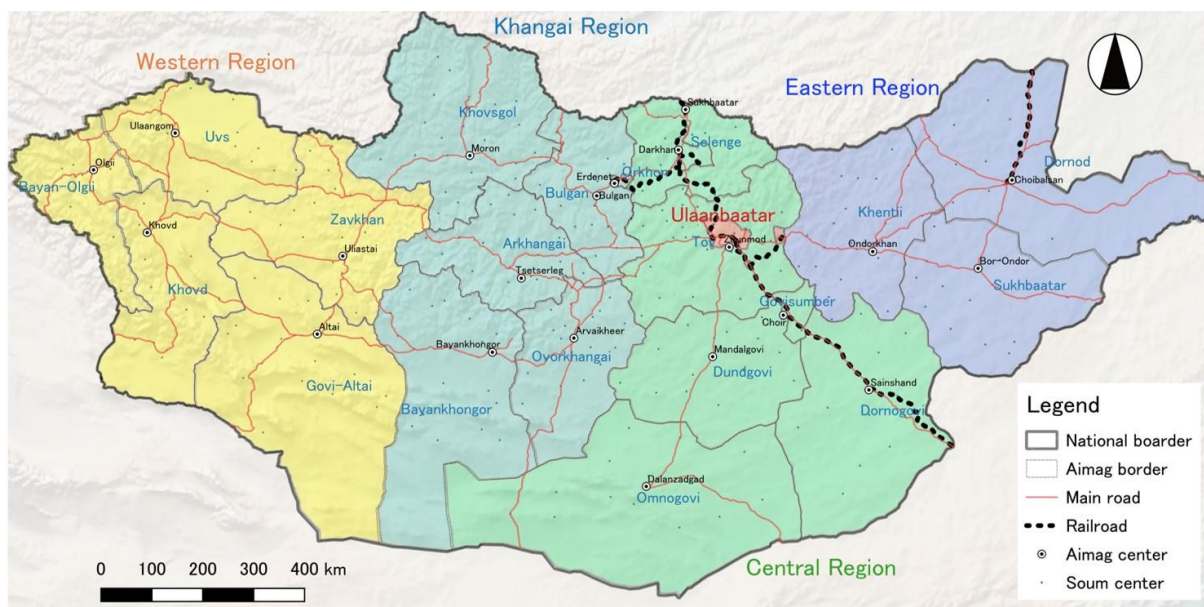 Khangai Region
Western Region
Eastern Region
Central Region
Ulaanbaatar
Uvs
Ulaangom
Olgii
Bayan-Olgii
Khovd
Khovd
Zavkhan
Uliastai
Altai
Govi-Altai
Khovsgol
Moron
Bulgan
Bulgan
Erdenet
Orkhon
Arkhangai
Tsetserleg
Bayankhongor
Bayankhongor
Arvaikheer
Ovorkhangai
Sukhbaatar
Darkhan
Selenge
Govisumber
Choir
Mandalgovi
Dundgovi
Sainshand
Dornogovi
Dalanzadgad
Omnogovi
Khentii
Ondorkhan
Dornod
Choibalsan
Bor-Ondor
Sukhbaatar
Legend
National boarder
Aimag border
Main road
Railroad
Aimag center
Soum center
0 100 200 300 400 km